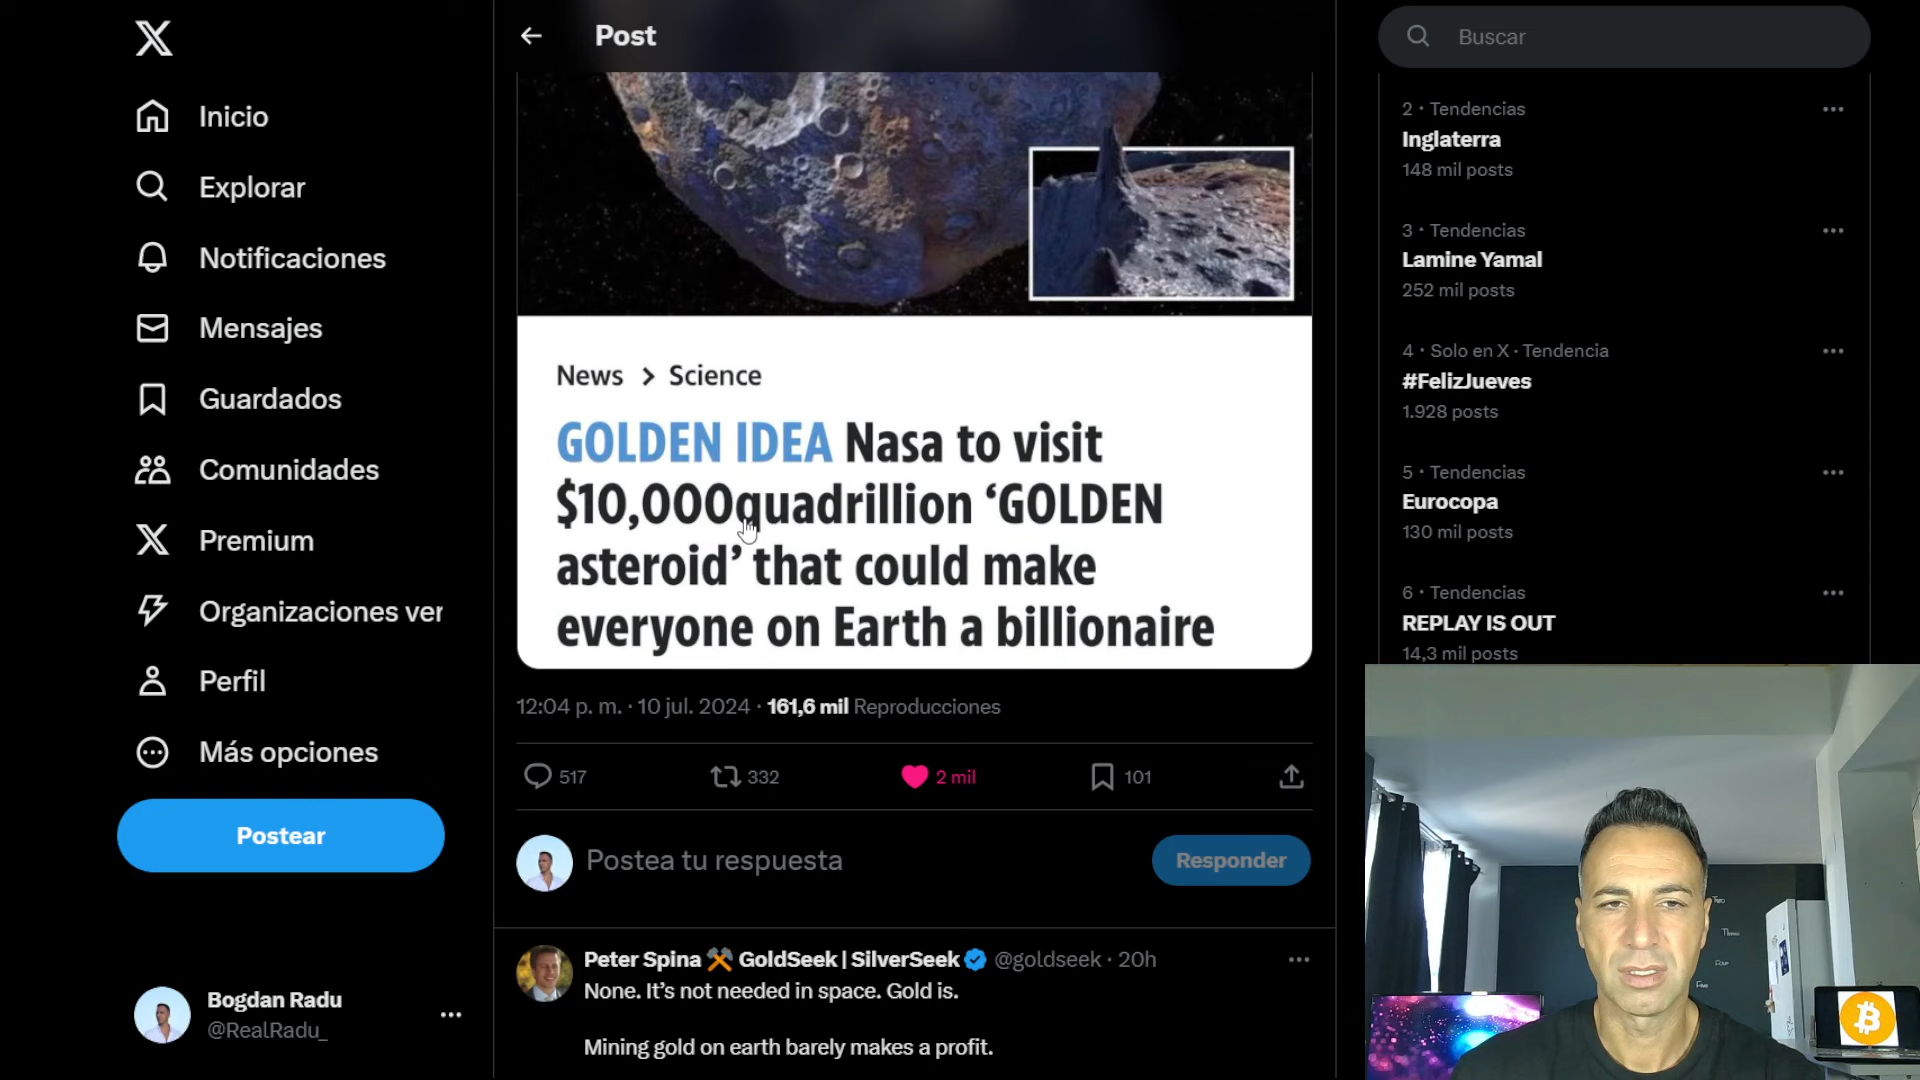 Inicio
Explorar
Notificaciones
Mensajes
Guardados
Comunidades
Premium
Organizaciones ver
Perfil
Más opciones
Postear
Bogdan Radu
@RealRadu_
Post
News > Science
GOLDEN IDEA Nasa to visit
$10,000quadrillion ‘GOLDEN
asteroid’ that could make
everyone on Earth a billionaire
12:04 p. m. · 10 jul. 2024 · 161,6 mil Reproducciones
517
332
2 mil
101
Postea tu respuesta
Responder
Peter Spina ⚒ GoldSeek | SilverSeek @goldseek · 20h
None. It’s not needed in space. Gold is.
Mining gold on earth barely makes a profit.
Buscar
2 · Tendencias
Inglaterra
148 mil posts
3 · Tendencias
Lamine Yamal
252 mil posts
4 · Solo en X · Tendencia
#FelizJueves
1.928 posts
5 · Tendencias
Eurocopa
130 mil posts
6 · Tendencias
REPLAY IS OUT
14,3 mil posts